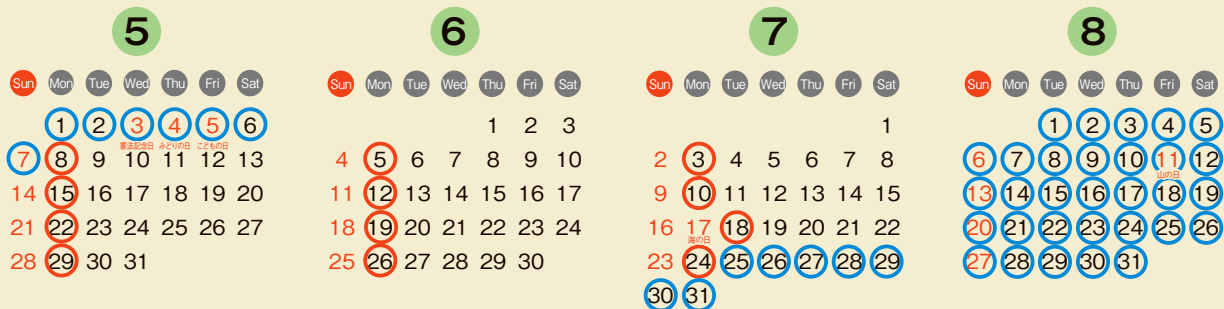 5
Sun Mon Tue Wed Thu Fri Sat
1 2 3 4 5 6
憲法記念日 みどりの日 こどもの日
7 8 9 10 11 12 13
14 15 16 17 18 19 20
21 22 23 24 25 26 27
28 29 30 31
6
Sun Mon Tue Wed Thu Fri Sat
1 2 3
4 5 6 7 8 9 10
11 12 13 14 15 16 17
18 19 20 21 22 23 24
25 26 27 28 29 30
7
Sun Mon Tue Wed Thu Fri Sat
1
2 3 4 5 6 7 8
9 10 11 12 13 14 15
16 17 18 19 20 21 22
海の日
23 24 25 26 27 28 29
30 31
8
Sun Mon Tue Wed Thu Fri Sat
1 2 3 4 5
6 7 8 9 10 11 12
山の日
13 14 15 16 17 18 19
20 21 22 23 24 25 26
27 28 29 30 31